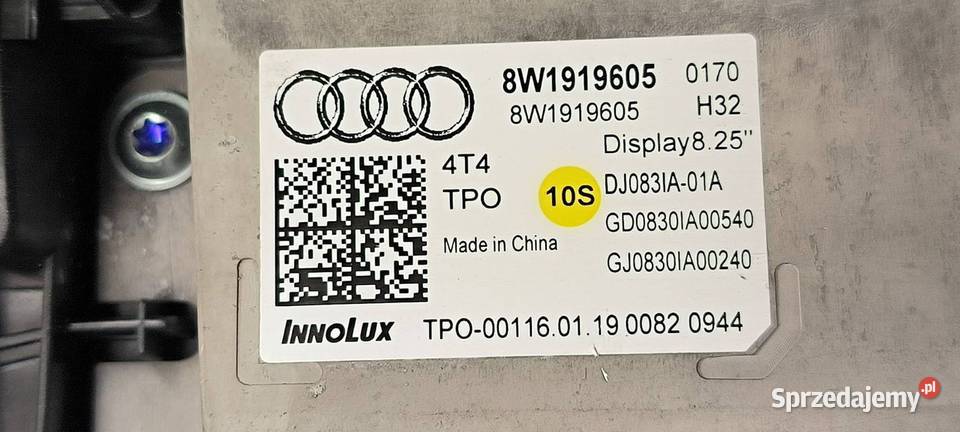 8W1919605 0170
8W1919605 H32
Display8.25"
4T4
TPO 10S DJ083IA-01A
GD0830IA00540
Made in China
GJ0830IA00240
INNOLUX TPO-00116.01.19 0082 0944
Sprzedajemy.pl